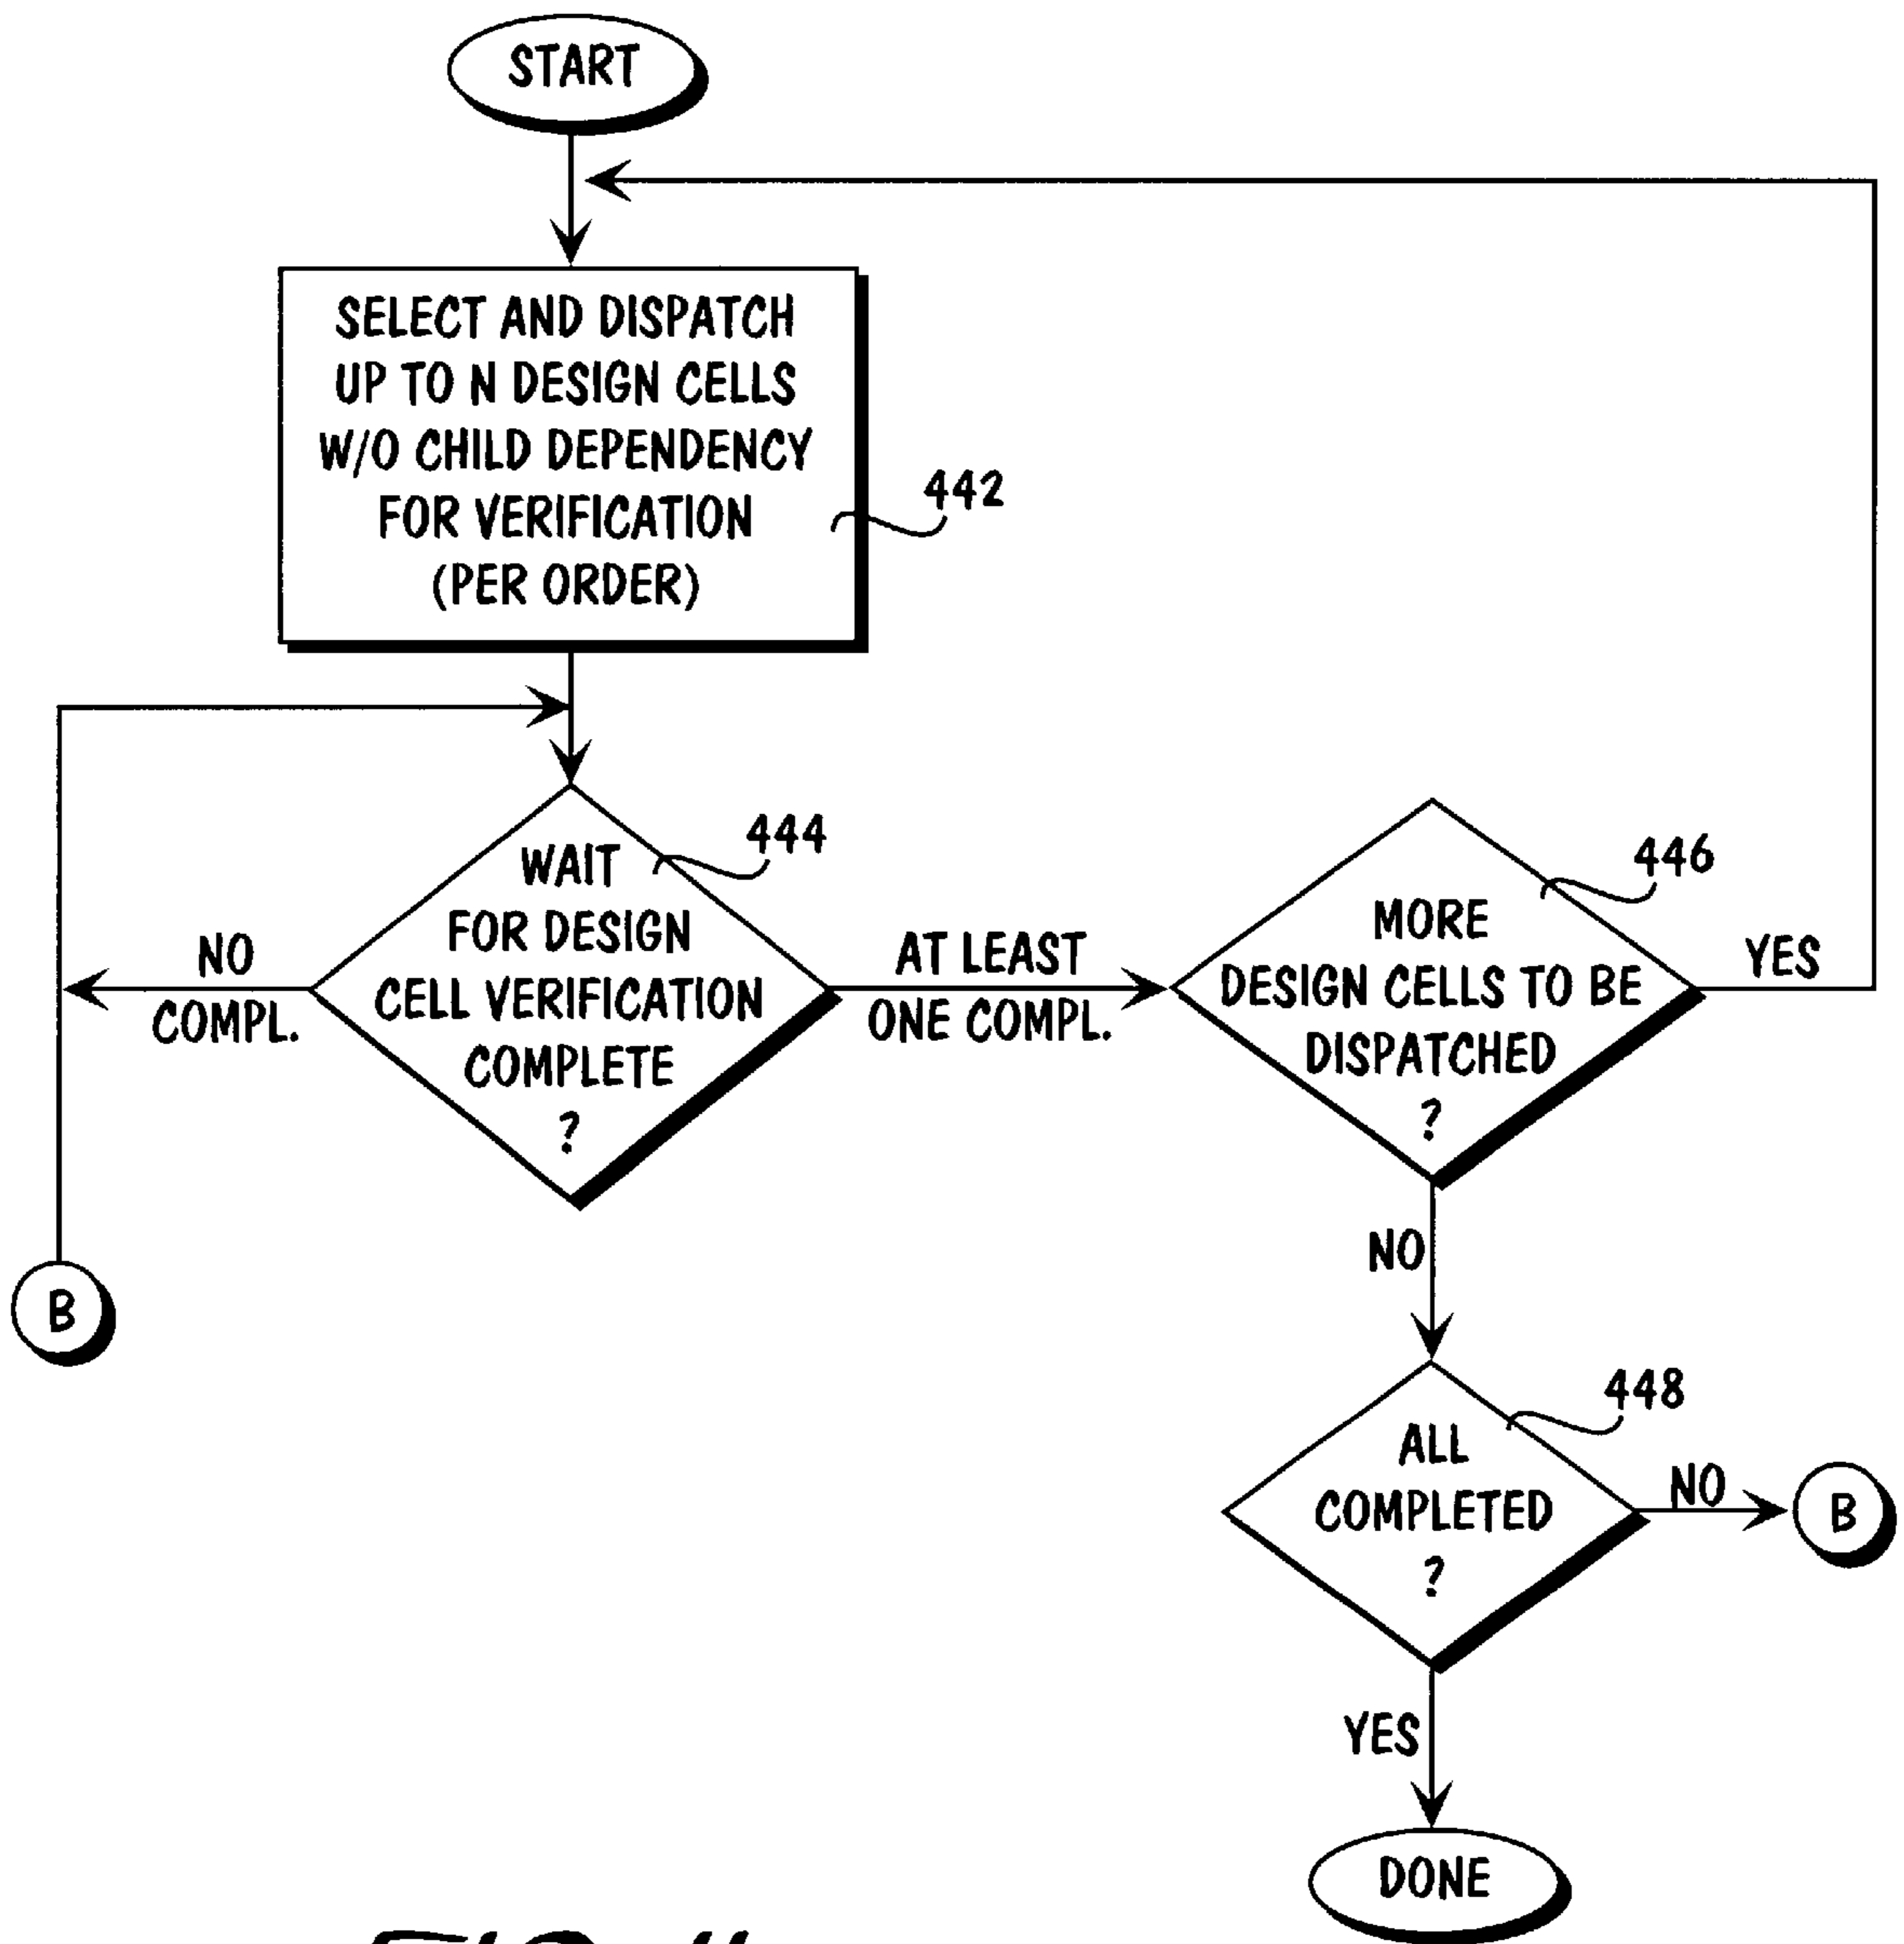 START
SELECT AND DISPATCH
UP TO N DESIGN CELLS
W/O CHILD DEPENDENCY
FOR VERIFICATION
(PER ORDER)
442
WAIT
FOR DESIGN
CELL VERIFICATION
COMPLETE
?
444
NO
COMPL.
AT LEAST
ONE COMPL.
MORE
DESIGN CELLS TO BE
DISPATCHED
?
446
YES
B
NO
ALL
COMPLETED
?
448
NO
B
YES
DONE